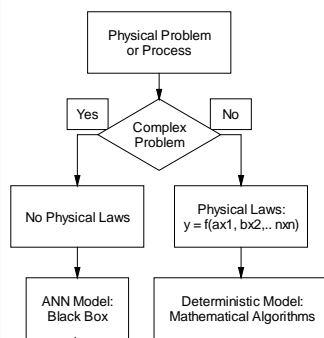 Physical Problem
or Process
Yes
No
Complex
Problem
No Physical Laws
Physical Laws:
y = f(ax1, bx2,.. nxn)
ANN Model:
Black Box
Deterministic Model:
Mathematical Algorithms